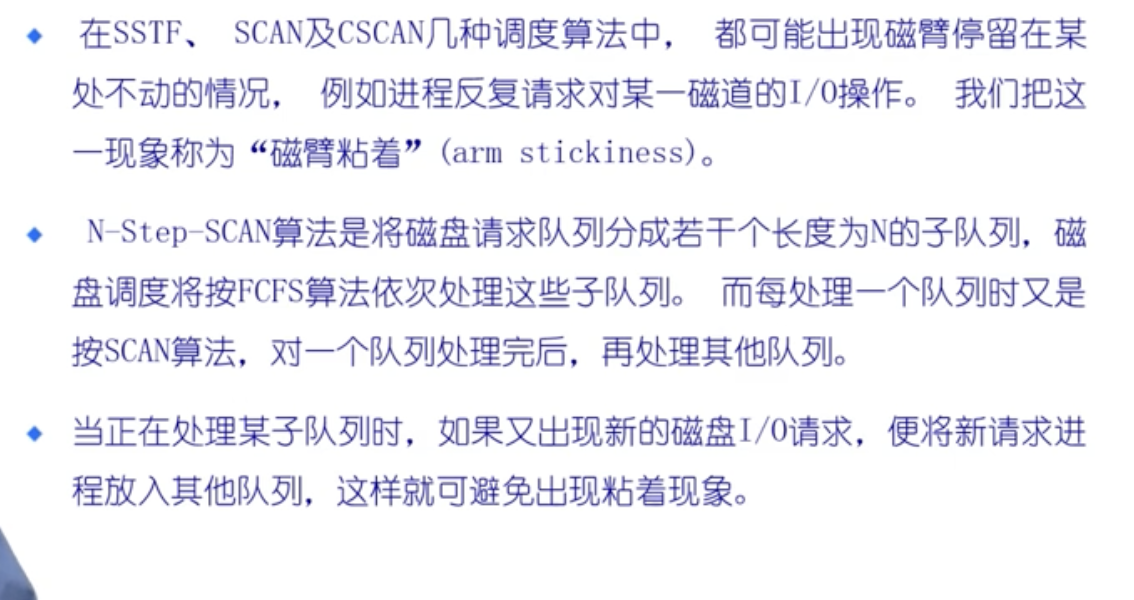 在SSTF、 SCAN及CSCAN几种调度算法中， 都可能出现磁臂停留在某
处不动的情况， 例如进程反复请求对某一磁道的I/O操作。 我们把这
一现象称为“磁臂粘着”(arm stickiness)。
N-Step-SCAN算法是将磁盘请求队列分成若干个长度为N的子队列，磁
盘调度将按FCFS算法依次处理这些子队列。 而每处理一个队列时又是
按SCAN算法，对一个队列处理完后，再处理其他队列。
当正在处理某子队列时，如果又出现新的磁盘I/O请求，便将新请求进
程放入其他队列，这样就可避免出现粘着现象。